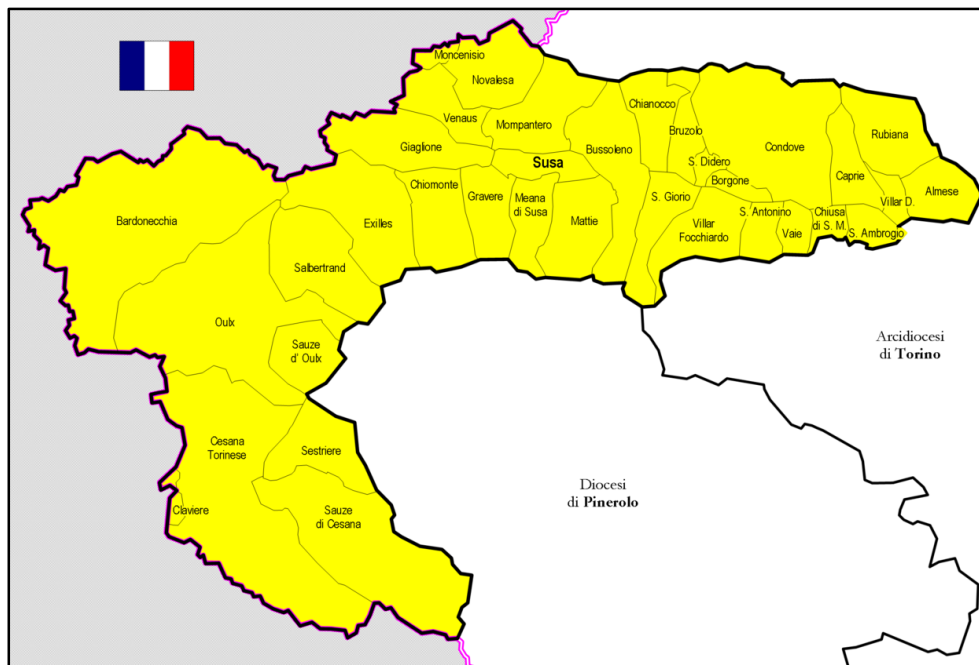 Moncenisio
Novalesa
Venaus
Mompantero
Giaglione
Susa
Bussoleno
Chianocco
Bruzolo
S. Didero
Borgone
Condove
Rubiana
Caprie
Villar D.
Almese
Bardonecchia
Exilles
Chiomonte
Gravere
Meana
di Susa
Mattie
S. Giorio
Villar
Focchiardo
S. Antonino
Vaie
Chiusa
di S. M.
S. Ambrogio
Salbertrand
Oulx
Sauze
d' Oulx
Cesana
Torinese
Sestriere
Claviere
Sauze
di Cesana
Arcidiocesi
di Torino
Diocesi
di Pinerolo